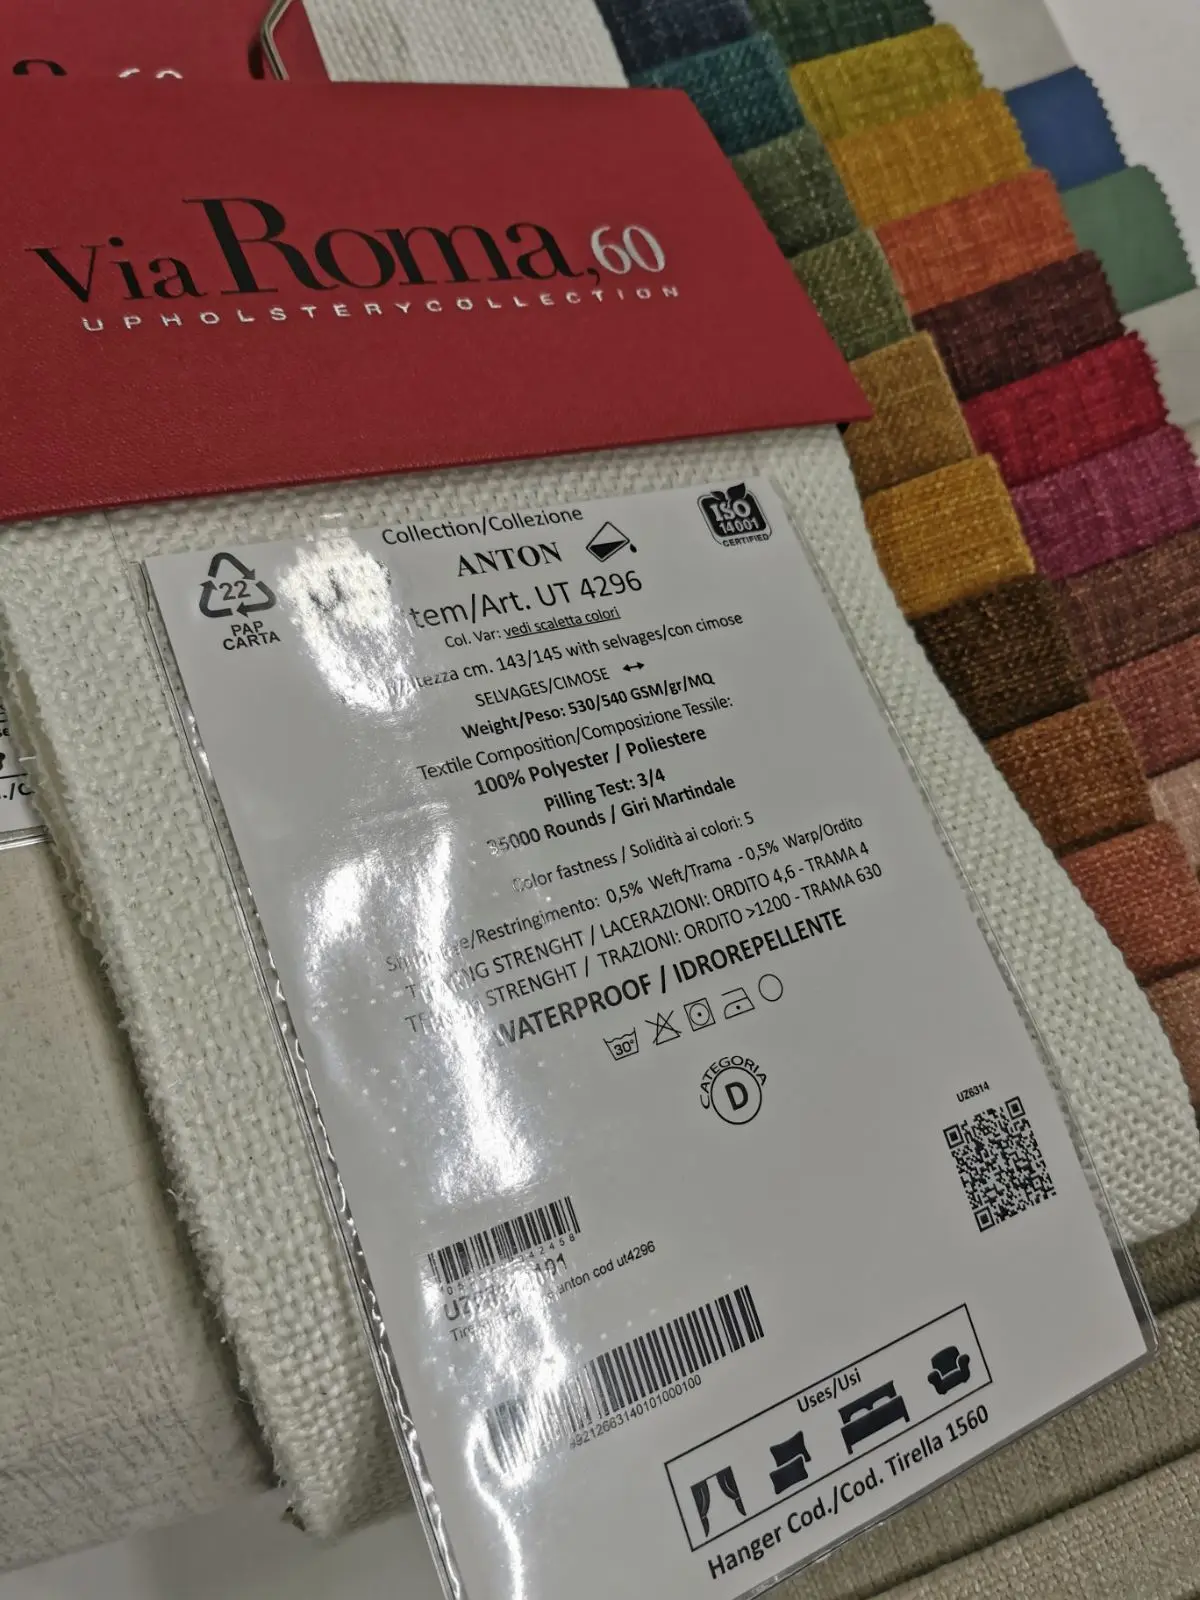 Via Roma,60
UPHOLSTERYCOLLECTION
Collection/Collezione
ANTON
ISO
14001
CERTIFIED
22
PAP
CARTA
Art. UT 4296
Col. Var: vedi scaletta colori
cm. 143/145 with selvages/con cimose
SELVAGES/CIMOSE ↔
Weight/Peso: 530/540 GSM/gr/MQ
Textile Composition/Composizione Tessile:
100% Polyester / Poliestere
Pilling Test: 3/4
35000 Rounds / Giri Martindale
Color fastness / Solidità ai colori: 5
/Restringimento: 0,5% Weft/Trama - 0,5% Warp/Ordito
STRENGHT / LACERAZIONI: ORDITO 4,6 - TRAMA 4
STRENGHT / TRAZIONI: ORDITO >1200 - TRAMA 630
WATERPROOF / IDROREPELLENTE
30°
CATEGORIA
D
UZ6314
anton cod ut4296
99212663140101000100
Uses/Usi
Hanger Cod./Cod. Tirella 1560